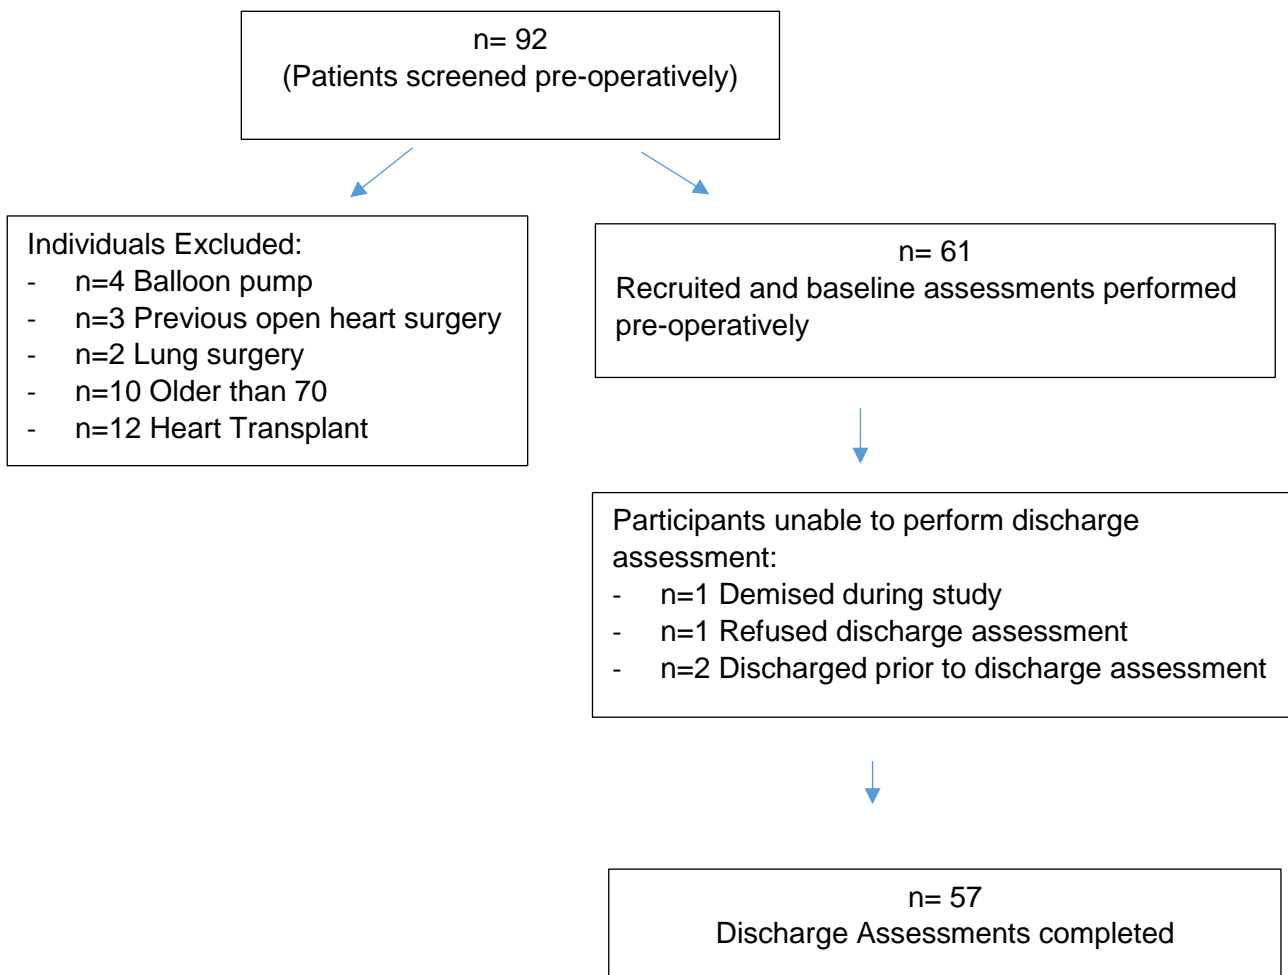 n= 92
(Patients screened pre-operatively)
Individuals Excluded:
- n=4 Balloon pump
- n=3 Previous open heart surgery
- n=2 Lung surgery
- n=10 Older than 70
- n=12 Heart Transplant
n= 61
Recruited and baseline assessments performed
pre-operatively
Participants unable to perform discharge
assessment:
- n=1 Demised during study
- n=1 Refused discharge assessment
- n=2 Discharged prior to discharge assessment
n= 57
Discharge Assessments completed